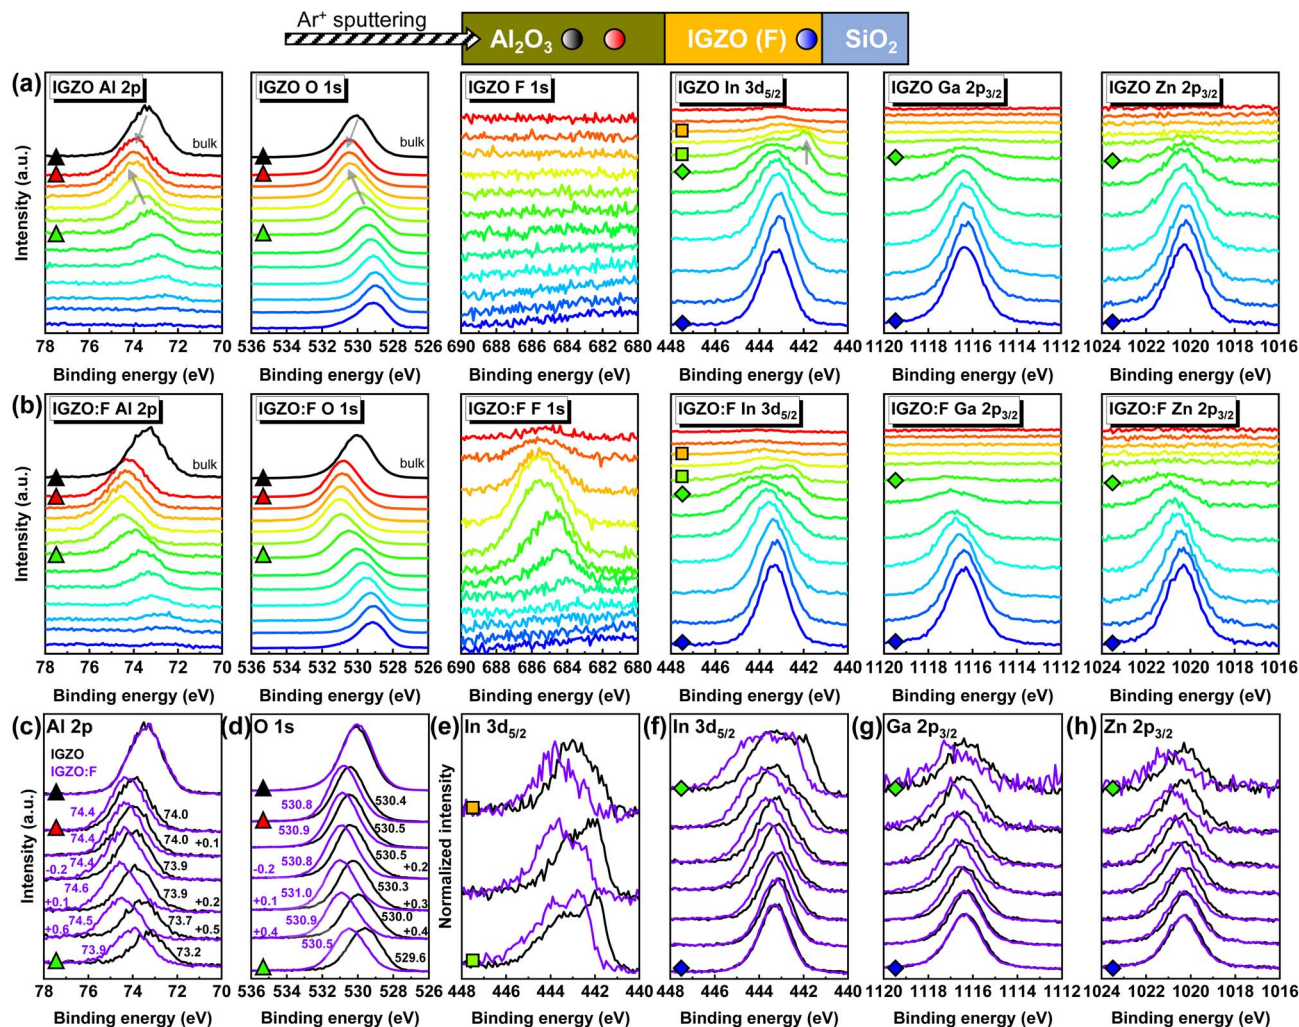 Ar+ sputtering
Al2O3
IGZO (F)
SiO2
(a)
IGZO Al 2p
IGZO O 1s
IGZO F 1s
IGZO In 3d5/2
IGZO Ga 2p3/2
IGZO Zn 2p3/2
bulk
bulk
Intensity (a.u.)
78 76 74 72 70
536 534 532 530 528 526
690 688 686 684 682 680
448 446 444 442 440
1120 1118 1116 1114 1112
1024 1022 1020 1018 1016
Binding energy (eV)
Binding energy (eV)
Binding energy (eV)
Binding energy (eV)
Binding energy (eV)
Binding energy (eV)
(b)
IGZO:F Al 2p
IGZO:F O 1s
IGZO:F F 1s
IGZO:F In 3d5/2
IGZO:F Ga 2p3/2
IGZO:F Zn 2p3/2
bulk
bulk
Intensity (a.u.)
78 76 74 72 70
536 534 532 530 528 526
690 688 686 684 682 680
448 446 444 442 440
1120 1118 1116 1114 1112
1024 1022 1020 1018 1016
Binding energy (eV)
Binding energy (eV)
Binding energy (eV)
Binding energy (eV)
Binding energy (eV)
Binding energy (eV)
(c) Al 2p
IGZO
IGZO:F
74.4 74.0
74.4 74.0 +0.1
-0.2 74.4 73.9
+0.1 74.6 73.9 +0.2
+0.6 74.5 73.7 +0.5
73.9 73.2
Intensity (a.u.)
78 76 74 72 70
Binding energy (eV)
(d) O 1s
530.8 530.4
530.9 530.5
-0.2 530.8 530.5 +0.2
+0.1 531.0 530.3 +0.3
+0.4 530.9 530.0 +0.4
530.5 529.6
536 534 532 530 528 526
Binding energy (eV)
(e) In 3d5/2
Normalized intensity
448 446 444 442 440
Binding energy (eV)
(f) In 3d5/2
448 446 444 442 440
Binding energy (eV)
(g) Ga 2p3/2
1120 1118 1116 1114 1112
Binding energy (eV)
(h) Zn 2p3/2
1024 1022 1020 1018 1016
Binding energy (eV)